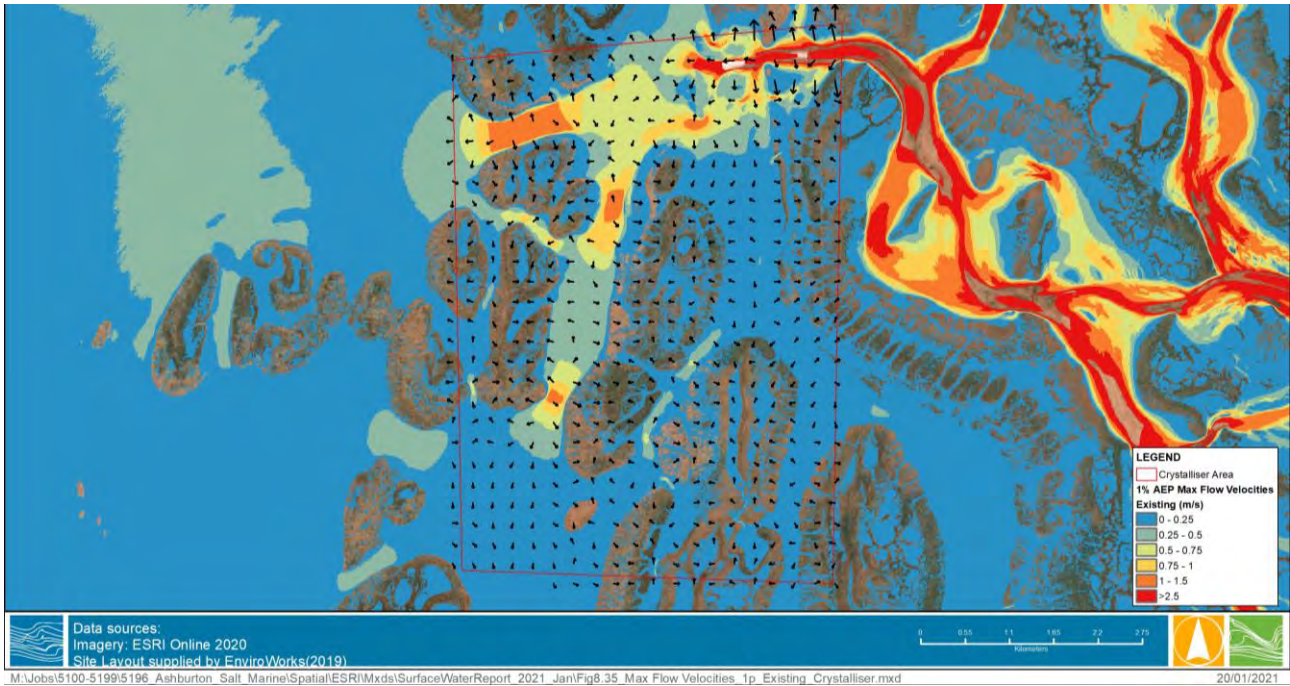 LEGEND
Crystalliser Area
1% AEP Max Flow Velocities
Existing (m/s)
0 - 0.25
0.25 - 0.5
0.5 - 0.75
0.75 - 1
1 - 1.5
>2.5
Data sources:
Imagery: ESRI Online 2020
Site Layout supplied by EnviroWorks(2019)
0 0.55 1.1 1.65 2.2 2.75
Kilometers
M:\Jobs\5100-5199\5196_Ashburton_Salt_Marine\Spatial\ESRI\Mxds\SurfaceWaterReport_2021_Jan\Fig8.35_Max Flow Velocities_1p_Existing_Crystalliser.mxd 20/01/2021